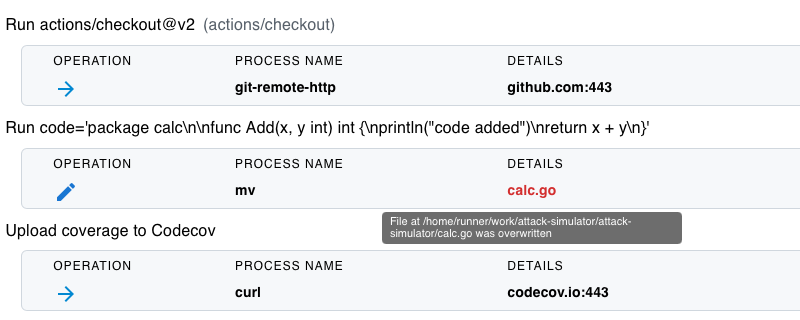 Run actions/checkout@v2 (actions/checkout)
OPERATION PROCESS NAME DETAILS
git-remote-http github.com:443
Run code='package calc\n\nfunc Add(x, y int) int {\nprintln("code added")\nreturn x + y\n}'
OPERATION PROCESS NAME DETAILS
mv calc.go
File at /home/runner/work/attack-simulator/attack-
simulator/calc.go was overwritten
Upload coverage to Codecov
OPERATION PROCESS NAME DETAILS
curl codecov.io:443